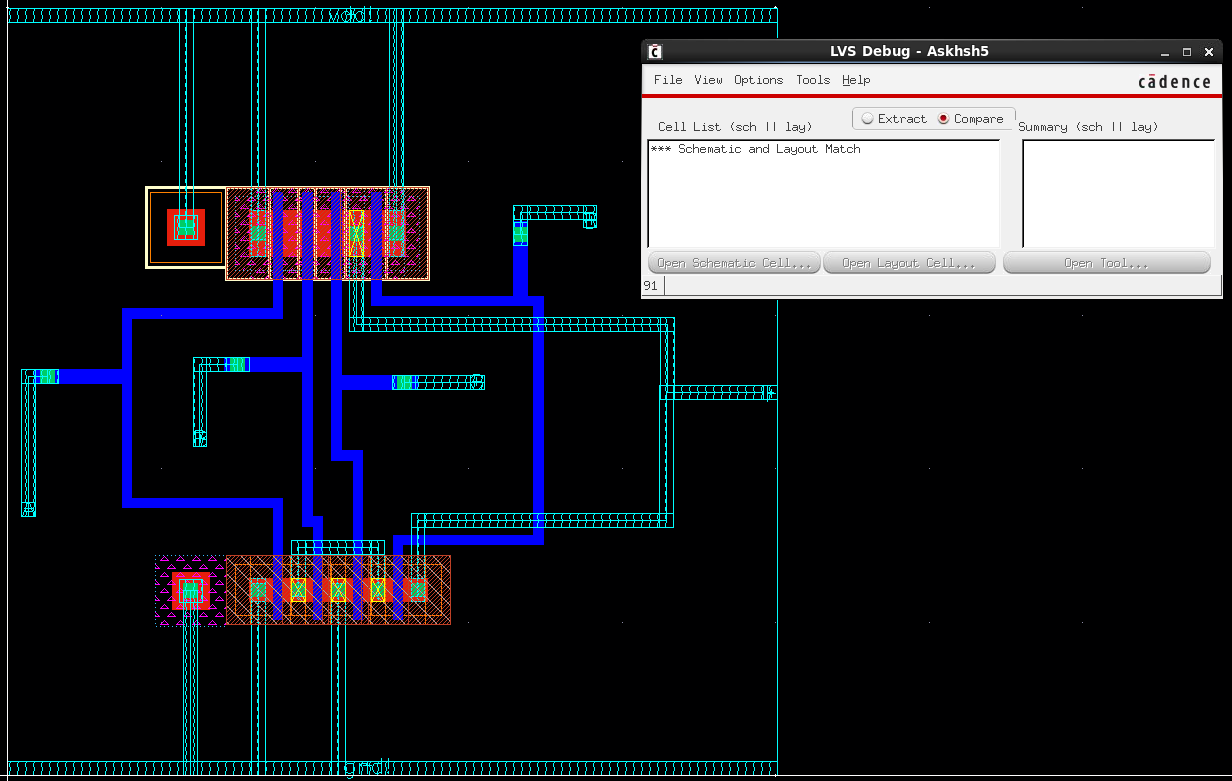 vdd!
LVS Debug - Askhsh5
File View Options Tools Help
cādence
Extract Compare
Cell List (sch || lay)
Summary (sch || lay)
*** Schematic and Layout Match
Open Schematic Cell...
Open Layout Cell...
Open Tool...
91
gnd!